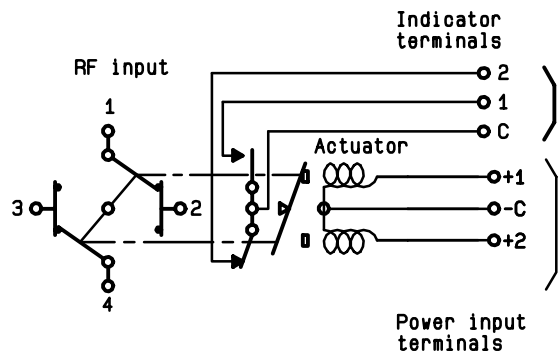 Indicator
terminals
RF input
2
1
1
C
Actuator
+1
3
2
-C
+2
4
Power input
terminals